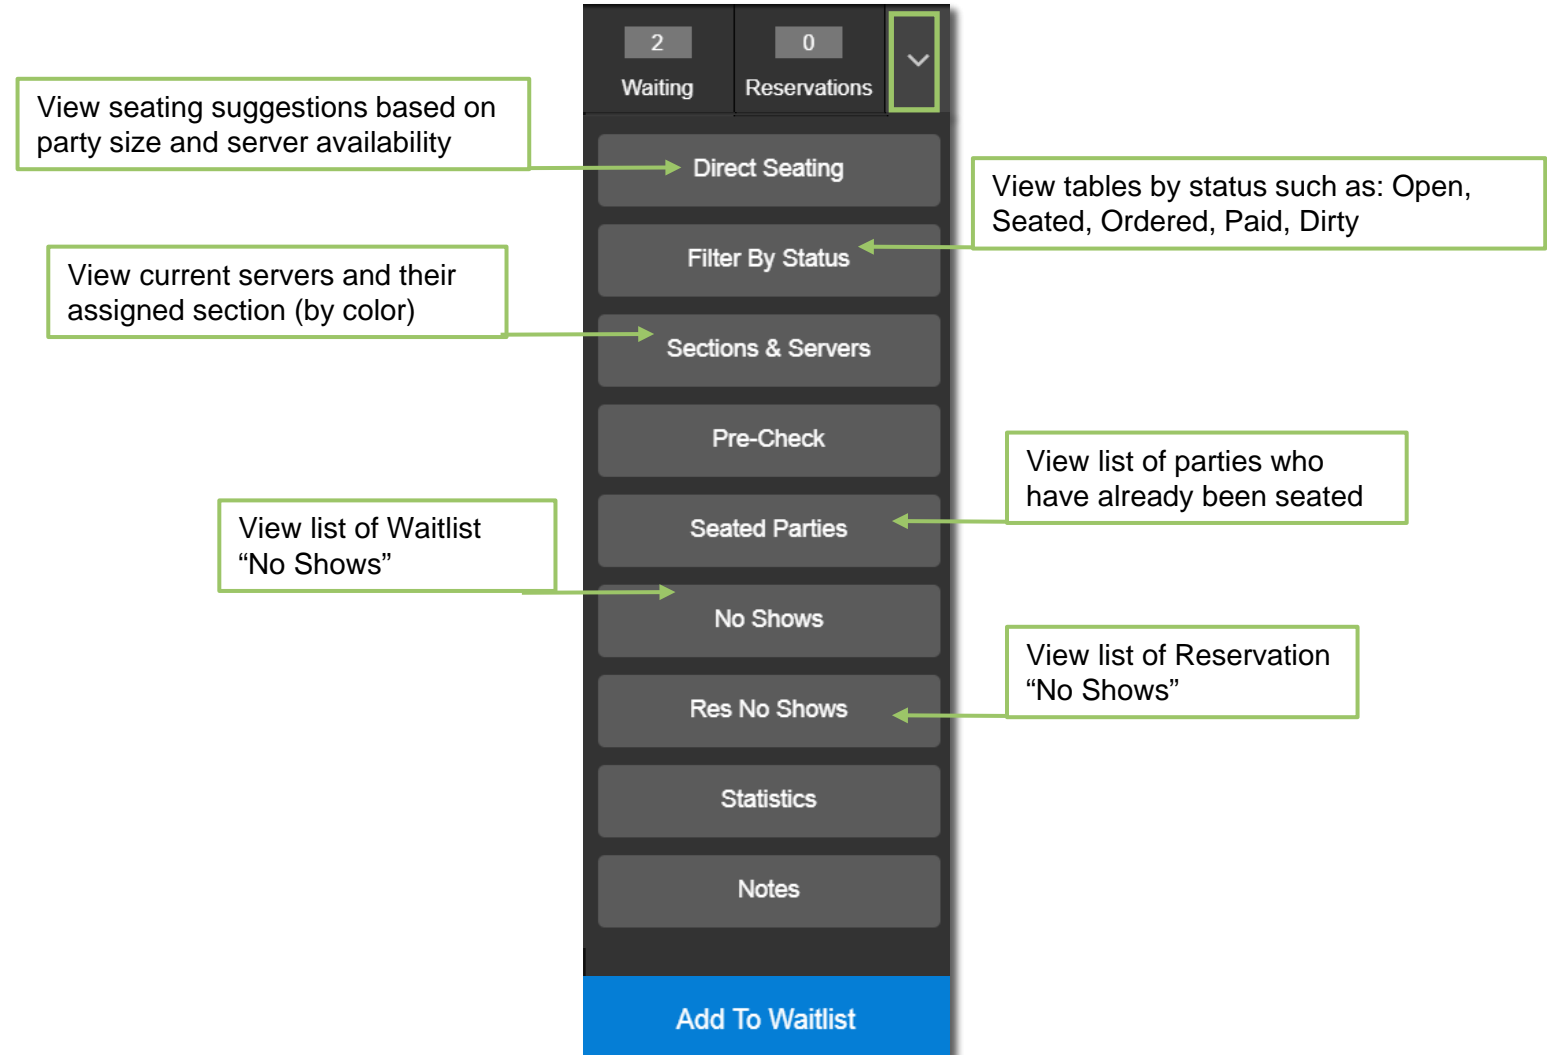 2
0
Waiting
Reservations
View seating suggestions based on
party size and server availability
Direct Seating
View tables by status such as: Open,
Seated, Ordered, Paid, Dirty
Filter By Status
View current servers and their
assigned section (by color)
Sections & Servers
Pre-Check
View list of parties who
have already been seated
Seated Parties
View list of Waitlist
“No Shows”
No Shows
View list of Reservation
“No Shows”
Res No Shows
Statistics
Notes
Add To Waitlist